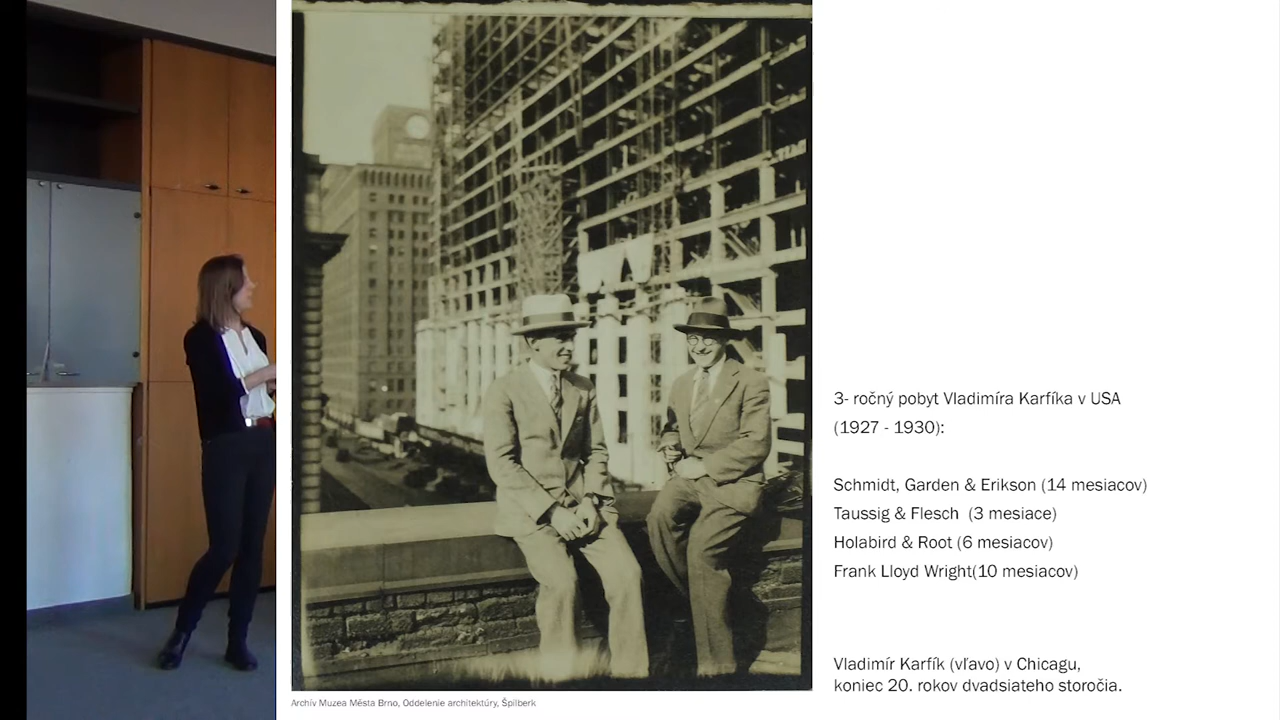 3- ročný pobyt Vladimíra Karfíka v USA
(1927 - 1930):
Schmidt, Garden & Erikson (14 mesiacov)
Taussig & Flesch (3 mesiace)
Holabird & Root (6 mesiacov)
Frank Lloyd Wright(10 mesiacov)
Vladimír Karfík (vľavo) v Chicagu,
koniec 20. rokov dvadsiateho storočia.
Archív Muzea Města Brno, Oddelenie architektúry, Špilberk